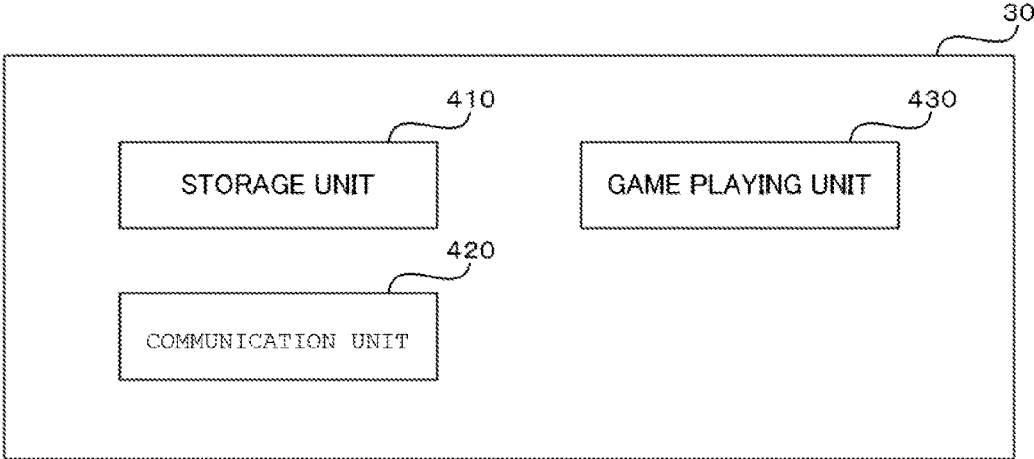 30
410
430
STORAGE UNIT
GAME PLAYING UNIT
420
COMMUNICATION UNIT